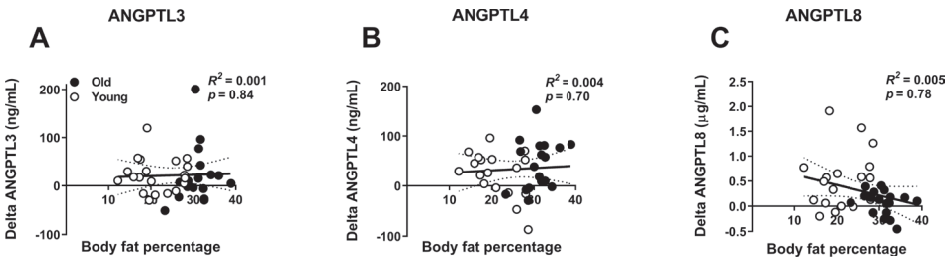 ANGPTL3
ANGPTL4
ANGPTL8
A
B
C
Old
Young
R² = 0.001
p = 0.84
R² = 0.004
p = 0.70
R² = 0.005
p = 0.78
Delta ANGPTL3 (ng/mL)
200
100
0
-100
10
30
40
Body fat percentage
Delta ANGPTL4 (ng/mL)
200
100
0
-100
10
20
30
40
Body fat percentage
Delta ANGPTL8 (µg/mL)
2.5
2.0
1.5
1.0
0.5
0.0
-0.5
10
20
30
40
Body fat percentage